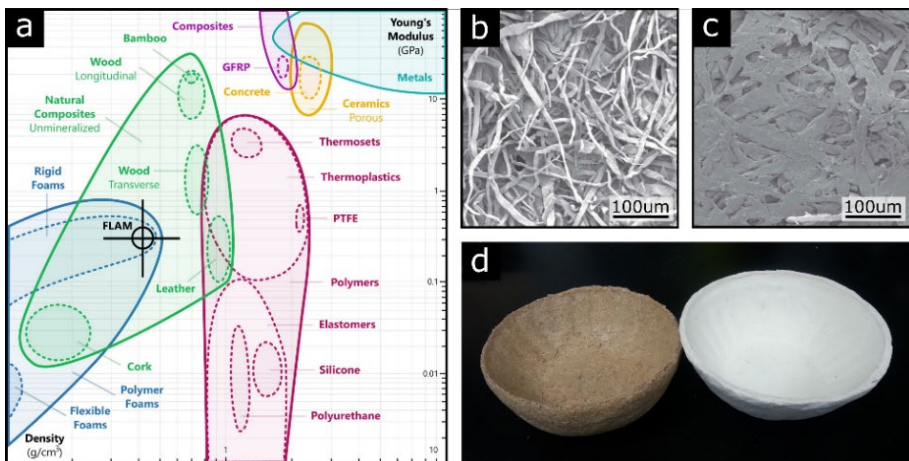 a
Composites
Young's
Modulus
(GPa)
Bamboo
Wood
Longitudinal
GFRP
Metals
Concrete
Natural
Composites
Unmineralized
10
Ceramics
Porous
Thermosets
Rigid
Foams
Wood
Transverse
Thermoplastics
1
FLAM
PTFE
Leather
0.1
Polymers
Elastomers
Cork
Silicone
0.01
Polymer
Foams
Flexible
Foams
Polyurethane
Density
(g/cm³)
1
b
100um
c
100um
d